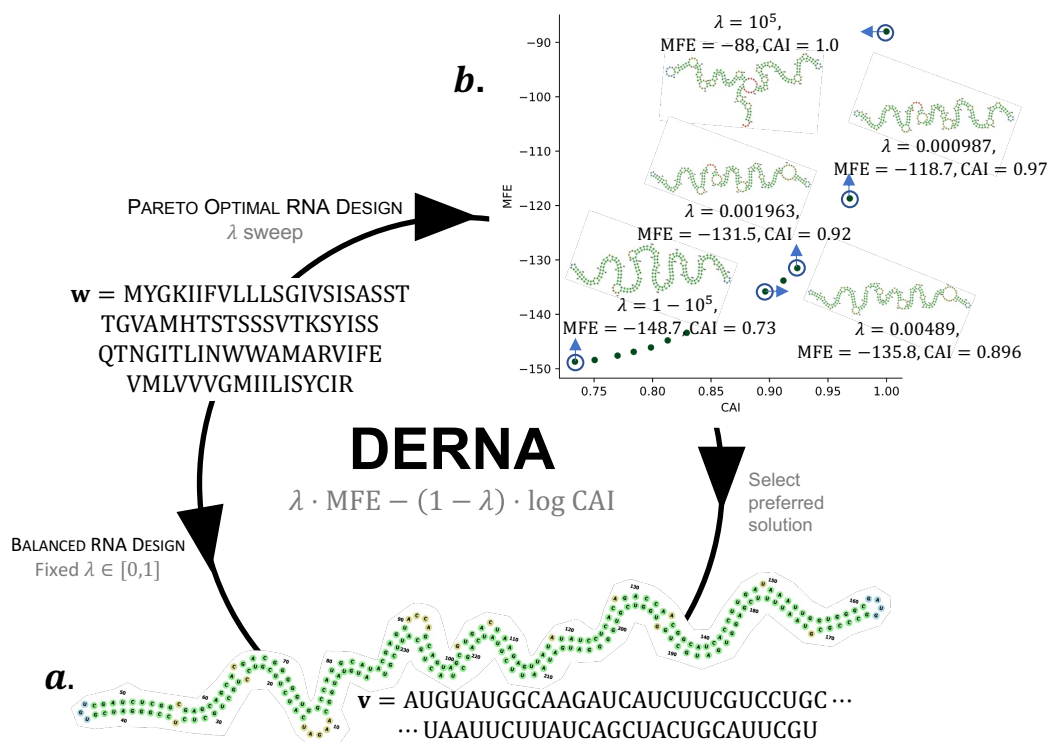 b.
λ = 10⁵,
MFE = −88, CAI = 1.0
λ = 0.000987,
MFE = −118.7, CAI = 0.97
λ = 0.001963,
MFE = −131.5, CAI = 0.92
λ = 1 − 10⁵,
MFE = −148.7, CAI = 0.73
λ = 0.00489,
MFE = −135.8, CAI = 0.896
MFE
−90
−100
−110
−120
−130
−140
−150
0.75 0.80 0.85 0.90 0.95 1.00
CAI
PARETO OPTIMAL RNA DESIGN
λ sweep
w = MYGKIIFVLLLSGIVSISASST
TGVAMHTSTSSSVTKSYISS
QTNGITLINWWAMARVIFE
VMLVVVGMIILISYCIR
DERNA
λ · MFE − (1 − λ) · log CAI
Select
preferred
solution
BALANCED RNA DESIGN
Fixed λ ∈ [0,1]
a.
v = AUGUAUGGCAAGAUCAUCUUCGUCCUGC ⋯
⋯ UAAUUCUUAUCAGCUACUGCAUUCGU